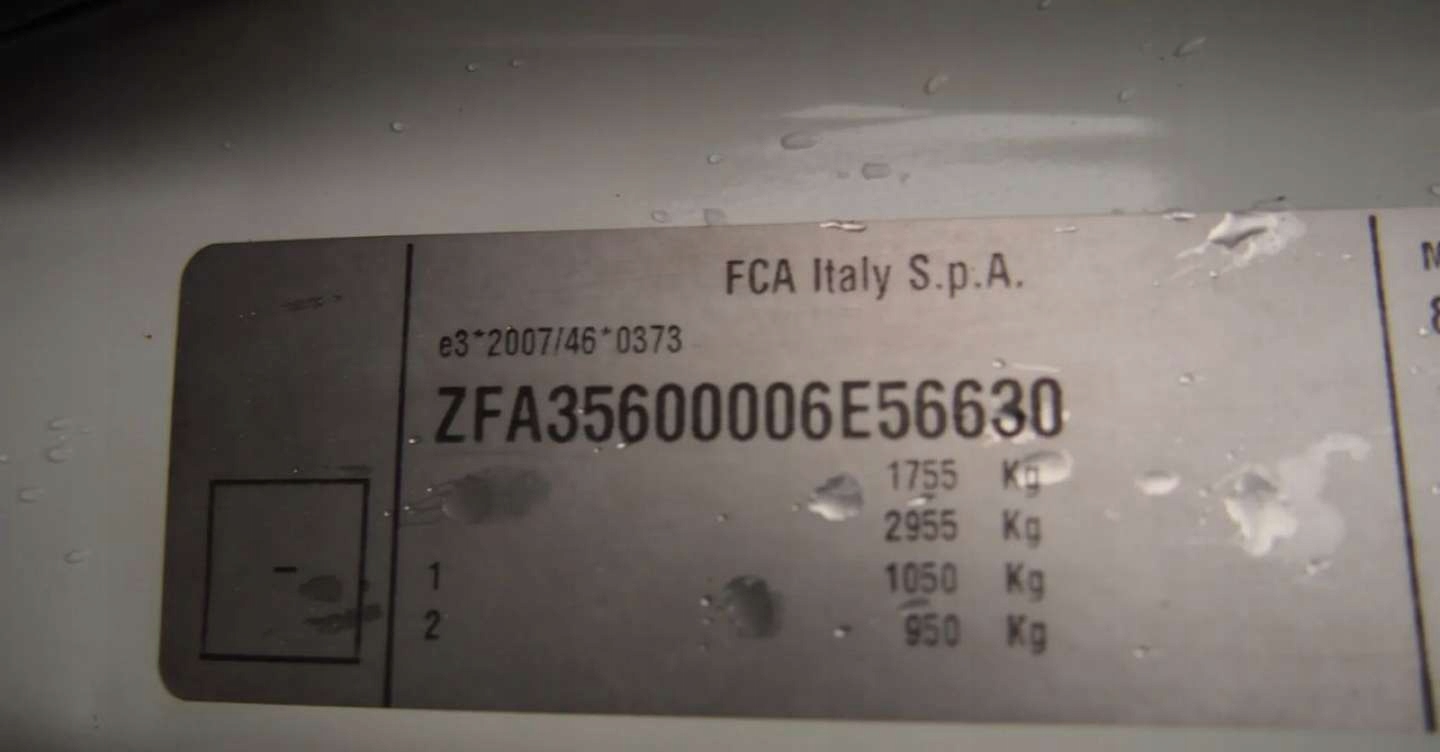 FCA Italy S.p.A.
e3*2007/46*0373
ZFA35600006E56630
1755 Kg
2955 Kg
1 1050 Kg
2 950 Kg
-